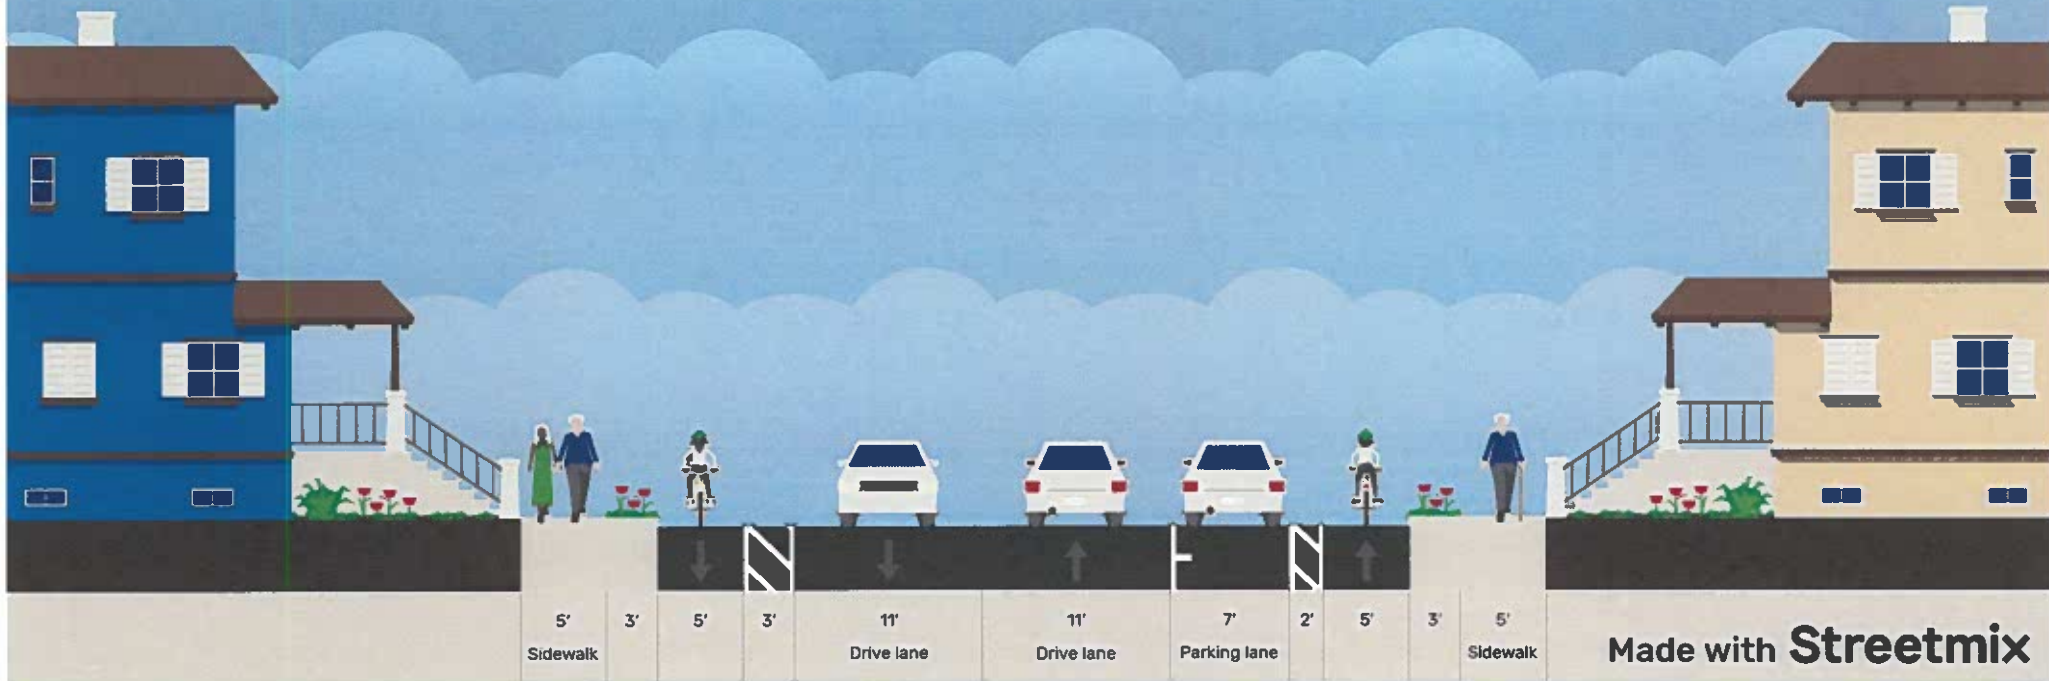 5' 3' 5' 3' 11' 11' 7' 2' 5' 3' 5'
Sidewalk Drive lane Drive lane Parking lane Sidewalk
Made with Streetmix